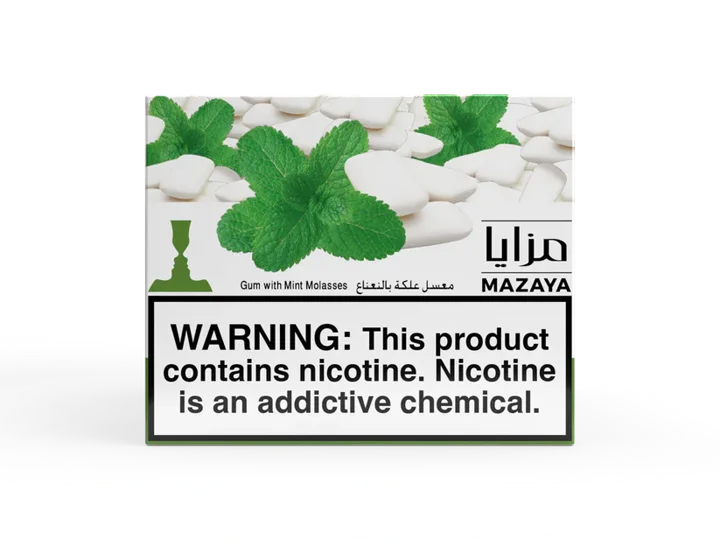 مزايا
MAZAYA
Gum with Mint Molasses معسل علكة بالنعناع
WARNING: This product
contains nicotine. Nicotine
is an addictive chemical.